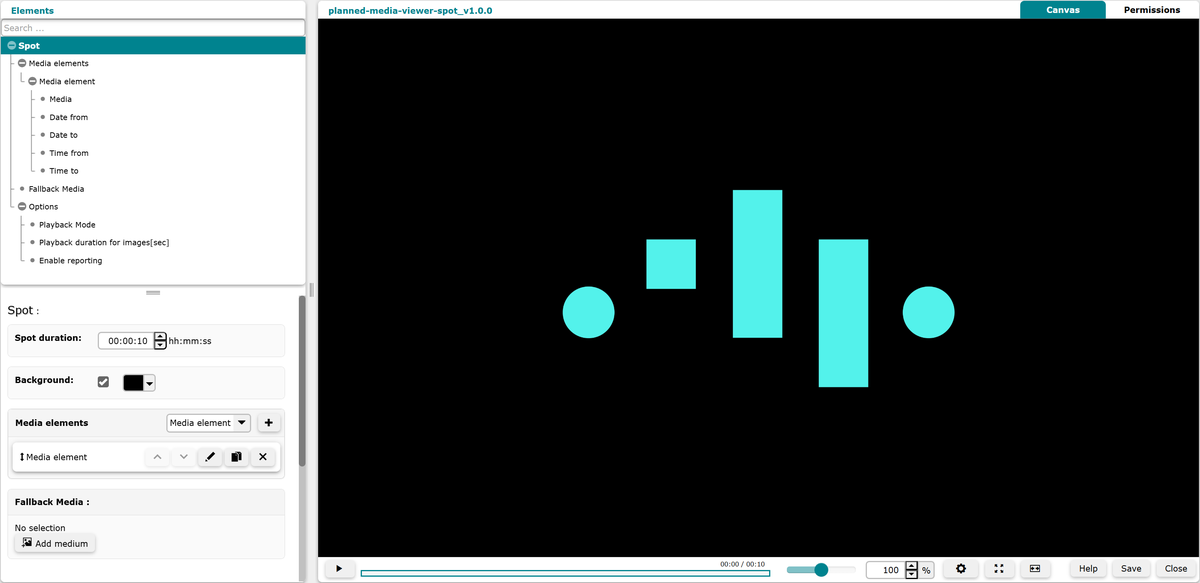 Elements
planned-media-viewer-spot_v1.0.0
Canvas
Permissions
Search ...
Spot
Media elements
Media element
Media
Date from
Date to
Time from
Time to
Fallback Media
Options
Playback Mode
Playback duration for images[sec]
Enable reporting
Spot :
Spot duration:
00:00:10
hh:mm:ss
Background:
Media elements
Media element
Media element
Fallback Media :
No selection
Add medium
00:00 / 00:10
100
%
Help
Save
Close